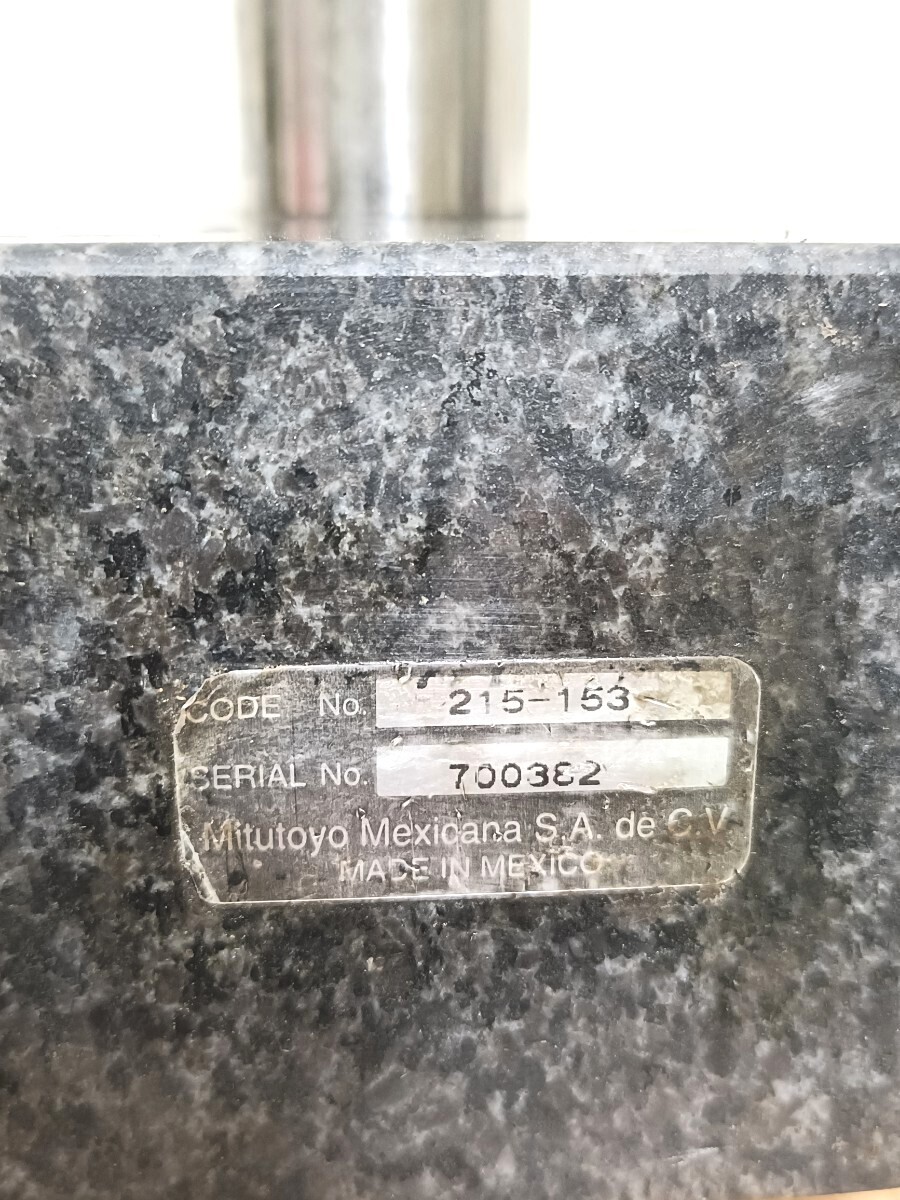 CODE No. 215-153
SERIAL No. 700382
Mitutoyo Mexicana S.A. de C.V.
MADE IN MEXICO